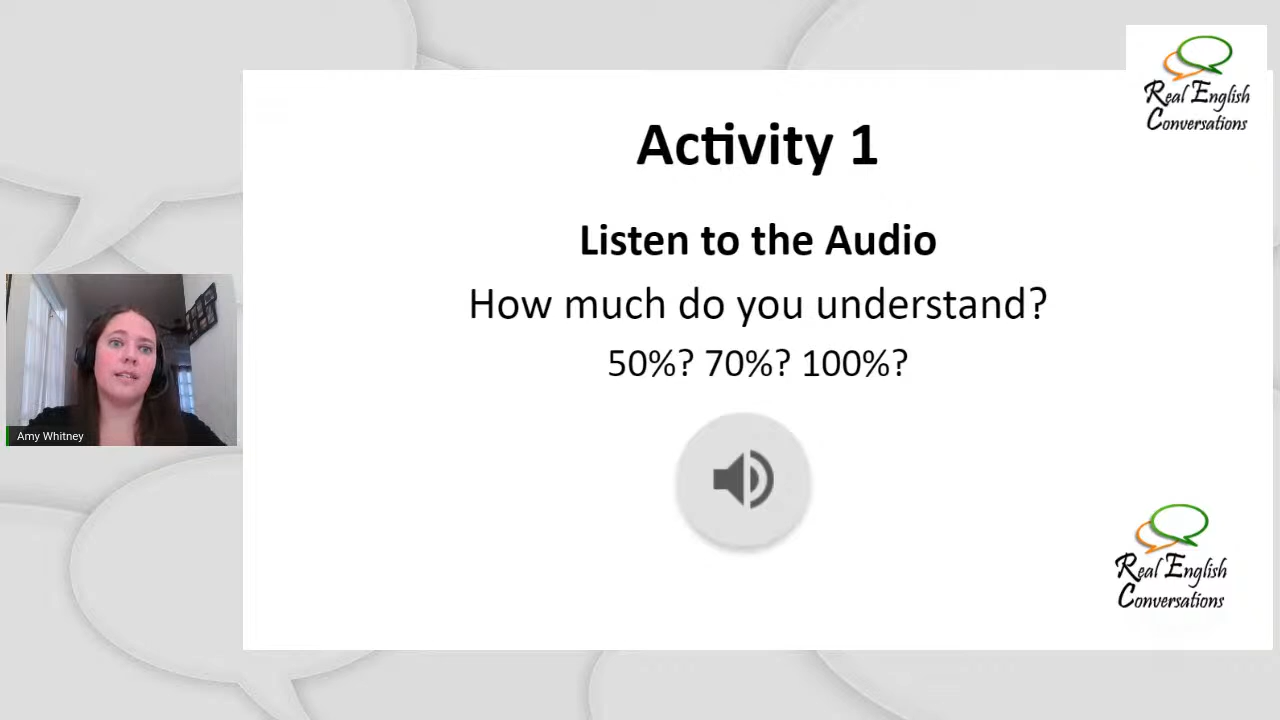 Real English
Conversations
Activity 1
Listen to the Audio
How much do you understand?
50%? 70%? 100%?
Amy Whitney
Real English
Conversations